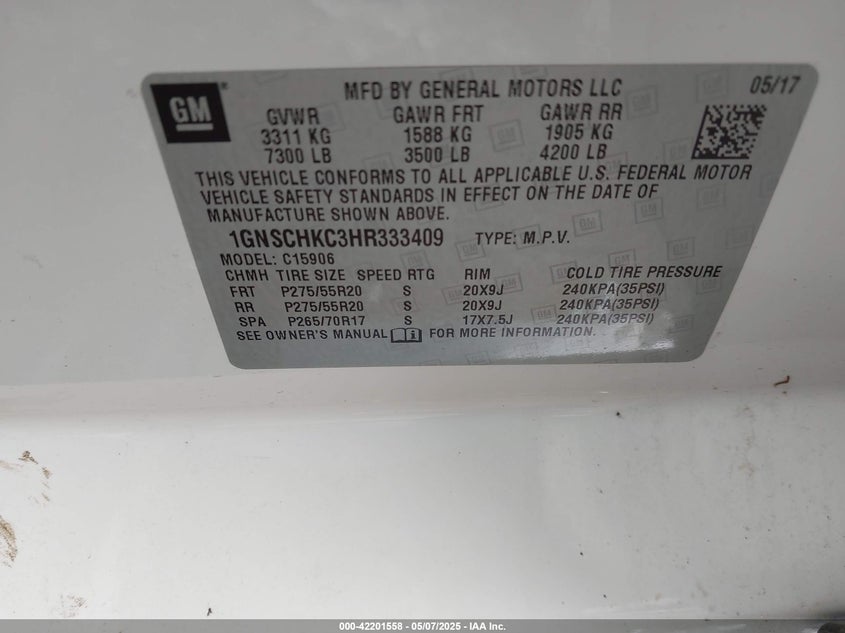 GM®
MFD BY GENERAL MOTORS LLC 05/17
GVWR GAWR FRT GAWR RR
3311 KG 1588 KG 1905 KG
7300 LB 3500 LB 4200 LB
THIS VEHICLE CONFORMS TO ALL APPLICABLE U.S. FEDERAL MOTOR
VEHICLE SAFETY STANDARDS IN EFFECT ON THE DATE OF
MANUFACTURE SHOWN ABOVE.
1GNSCHKC3HR333409 TYPE: M.P.V.
MODEL: C15906
CHMH TIRE SIZE SPEED RTG RIM COLD TIRE PRESSURE
FRT P275/55R20 S 20X9J 240KPA(35PSI)
RR P275/55R20 S 20X9J 240KPA(35PSI)
SPA P265/70R17 S 17X7.5J 240KPA(35PSI)
SEE OWNER'S MANUAL FOR MORE INFORMATION.
000-42201558 - 05/07/2025 - IAA Inc.